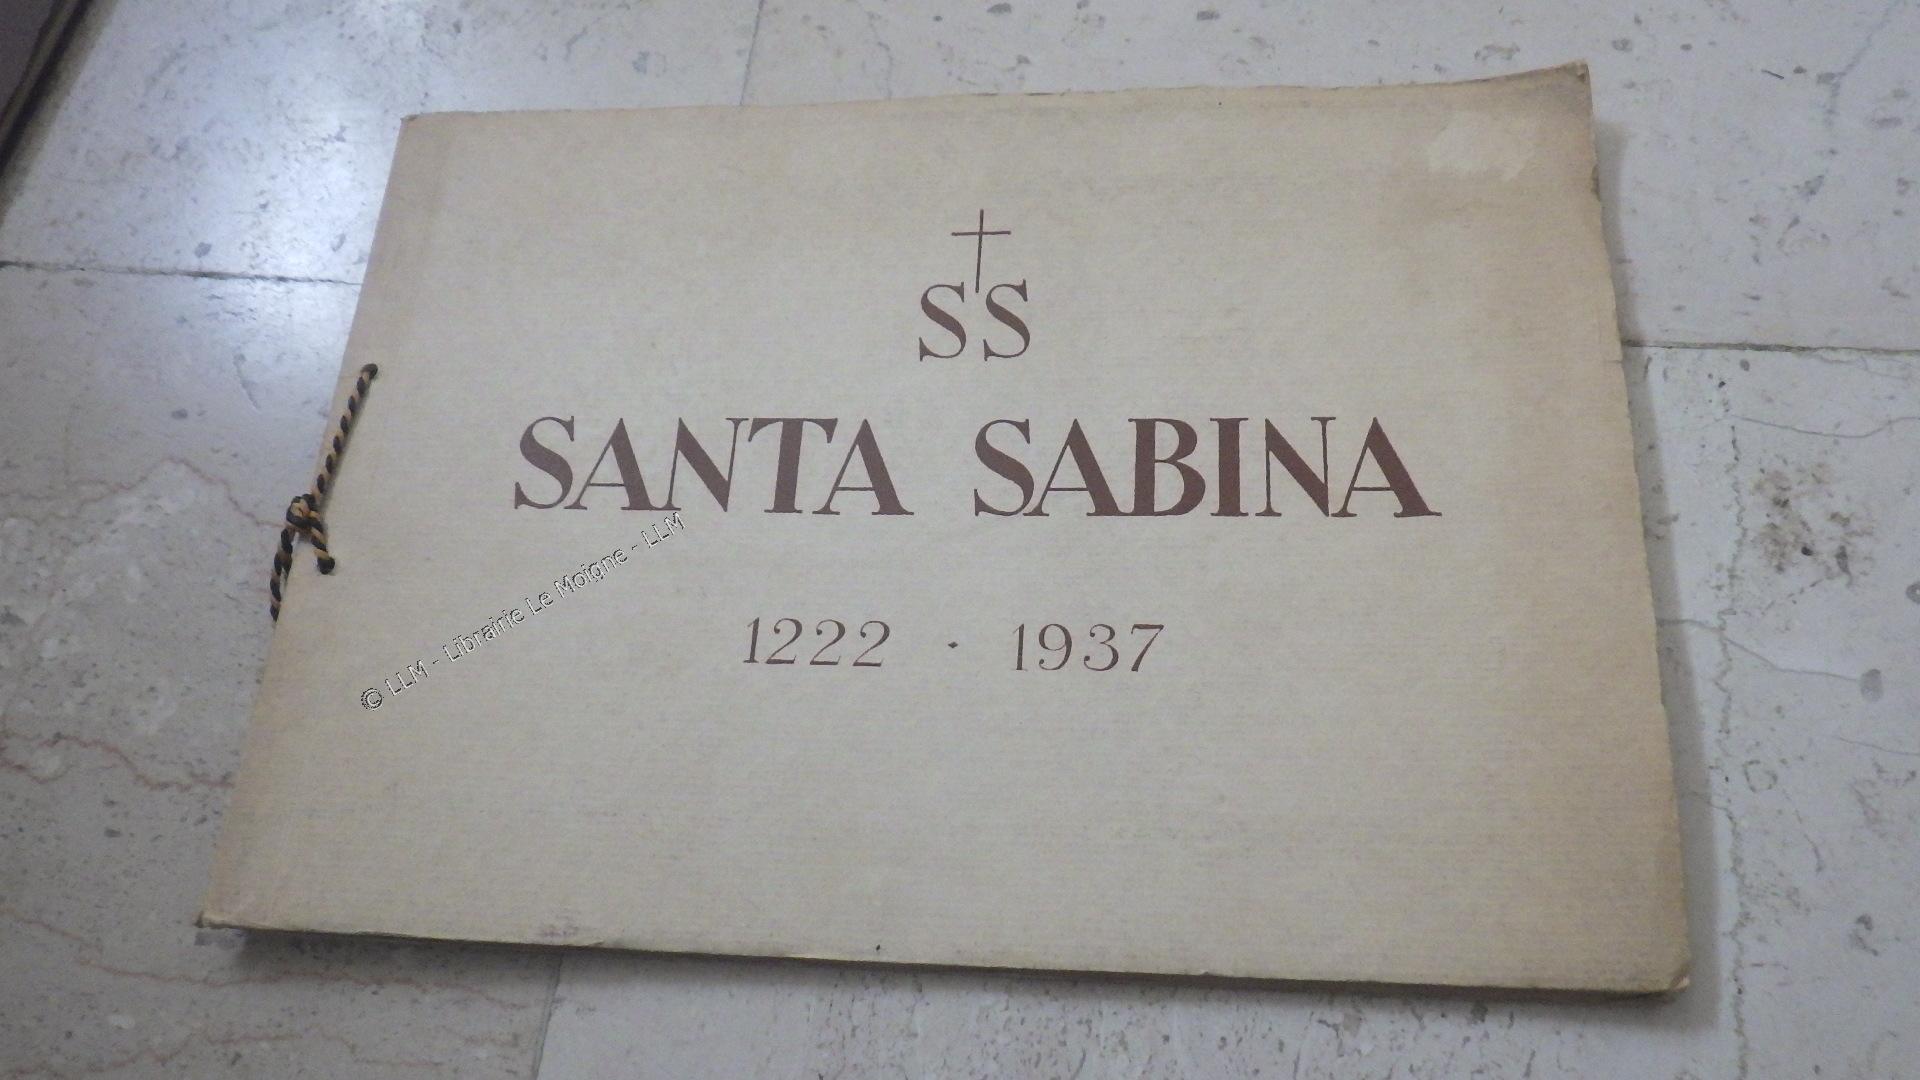 SS
SANTA SABINA
1222 · 1937
© LLM - Librairie Le Moigne - LLM